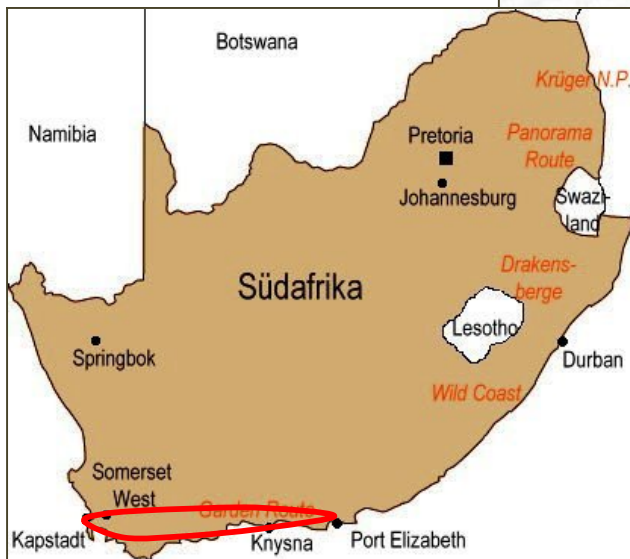 Botswana
Krüger N.P.
Namibia
Pretoria
Panorama
Route
Johannesburg
Swazi-
land
Drakens-
berge
Südafrika
Lesotho
Springbok
Durban
Wild Coast
Somerset
West
Garden Route
Kapstadt
Knysna
Port Elizabeth